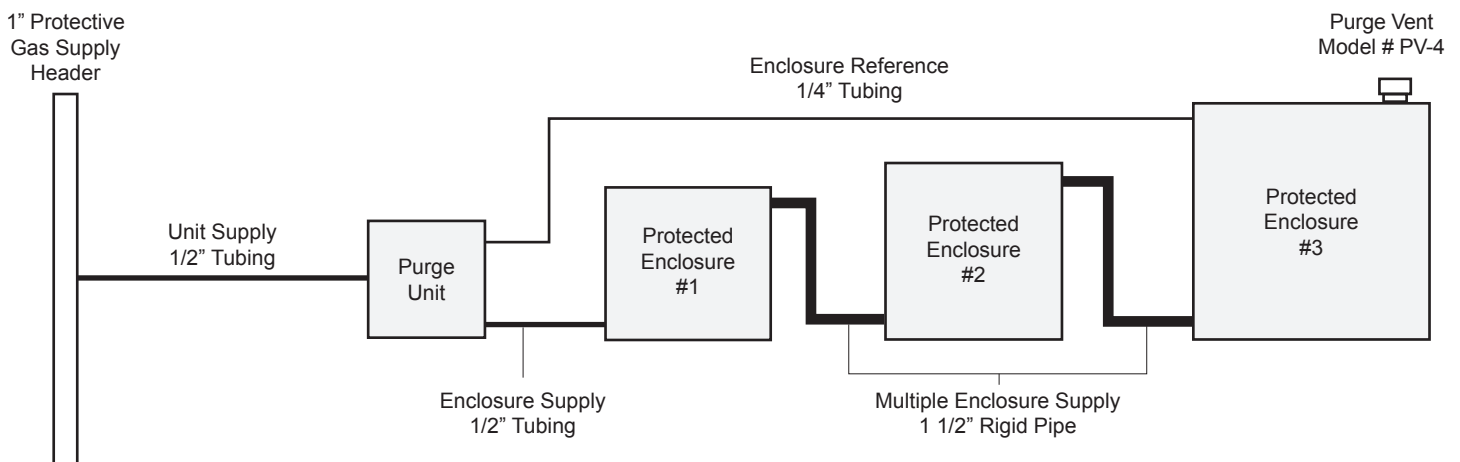 1” Protective
Gas Supply
Header
Purge Vent
Model # PV-4
Enclosure Reference
1/4” Tubing
Unit Supply
1/2” Tubing
Purge
Unit
Protected
Enclosure
#1
Protected
Enclosure
#2
Protected
Enclosure
#3
Enclosure Supply
1/2” Tubing
Multiple Enclosure Supply
1 1/2” Rigid Pipe